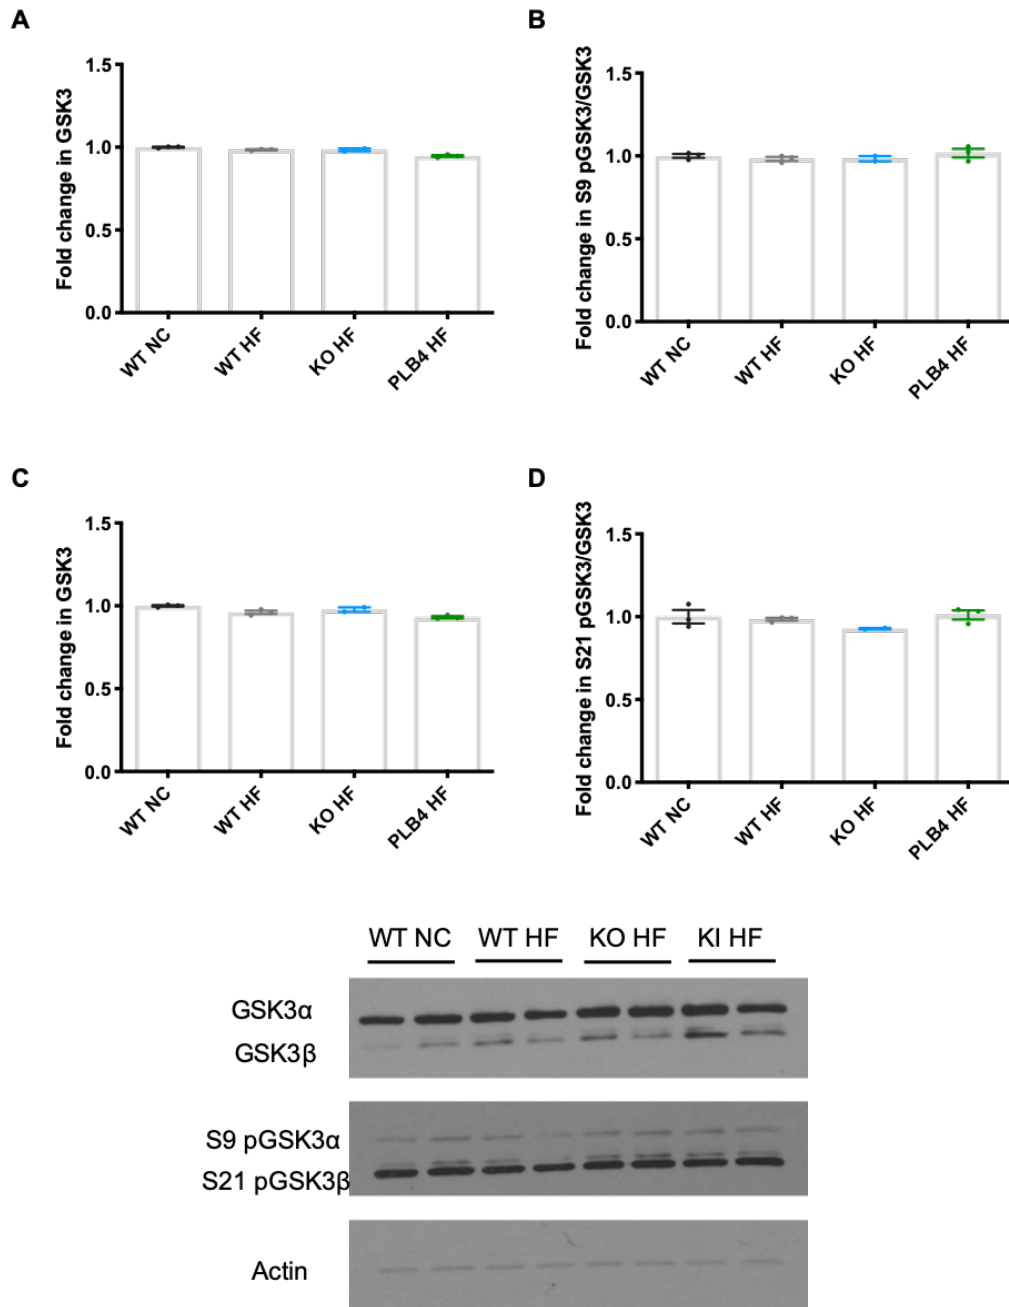 A
Fold change in GSK3
1.5
1.0
0.5
0.0
WT NC
WT HF
KO HF
PLB4 HF
B
Fold change in S9 pGSK3/GSK3
1.5
1.0
0.5
0.0
WT NC
WT HF
KO HF
PLB4 HF
C
Fold change in GSK3
1.5
1.0
0.5
0.0
WT NC
WT HF
KO HF
PLB4 HF
D
Fold change in S21 pGSK3/GSK3
1.5
1.0
0.5
0.0
WT NC
WT HF
KO HF
PLB4 HF
WT NC WT HF KO HF KI HF
GSK3α
GSK3β
S9 pGSK3α
S21 pGSK3β
Actin